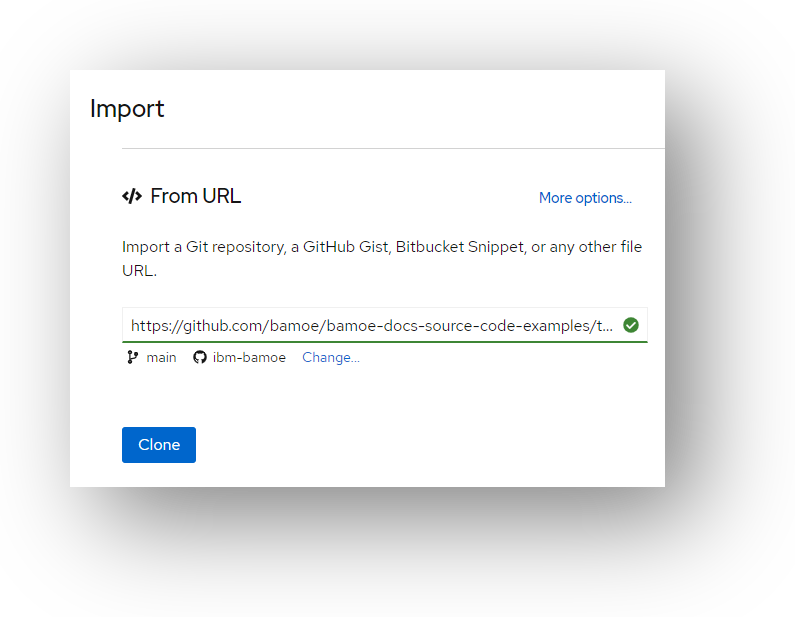 Import
From URL
More options...
Import a Git repository, a GitHub Gist, Bitbucket Snippet, or any other file
URL.
https://github.com/bamoe/bamoe-docs-source-code-examples/t...
main ibm-bamoe Change...
Clone